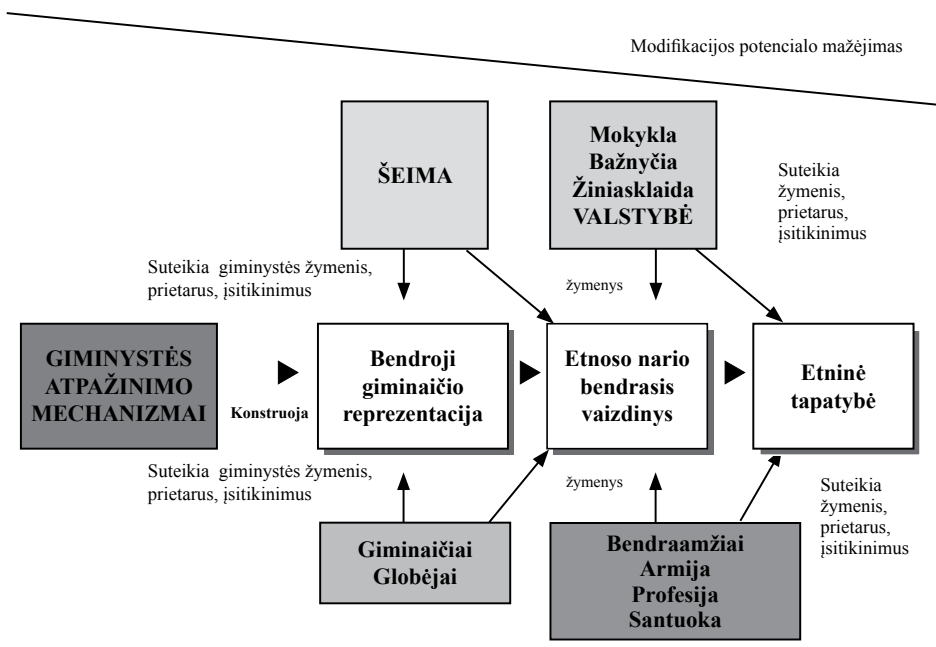 Modifikacijos potencialo mažėjimas
ŠEIMA
Mokykla
Bažnyčia
Žiniasklaida
VALSTYBĖ
Suteikia
žymenis,
prietarus,
įsitikinimus
Suteikia giminystės žymenis,
prietarus, įsitikinimus
žymenys
GIMINYSTĖS
ATPAŽINIMO
MECHANIZMAI
Konstruoja
Bendroji
giminaičio
reprezentacija
Etnoso nario
bendrasis
vaizdinys
Etninė
tapatybė
Suteikia giminystės žymenis,
prietarus, įsitikinimus
žymenys
Suteikia
žymenis,
prietarus,
įsitikinimus
Giminaičiai
Globėjai
Bendraamžiai
Armija
Profesija
Santuoka